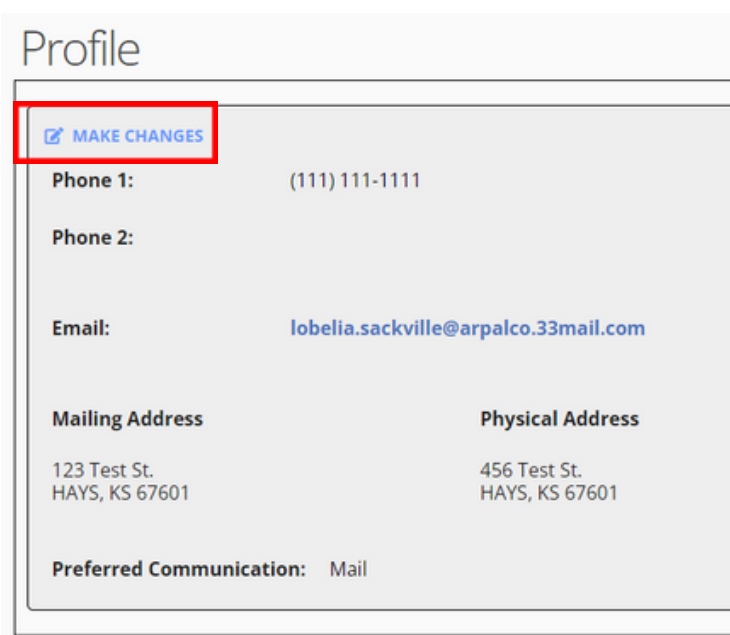 Profile
MAKE CHANGES
Phone 1: (111) 111-1111
Phone 2:
Email: lobelia.sackville@arpalco.33mail.com
Mailing Address Physical Address
123 Test St. 456 Test St.
HAYS, KS 67601 HAYS, KS 67601
Preferred Communication: Mail